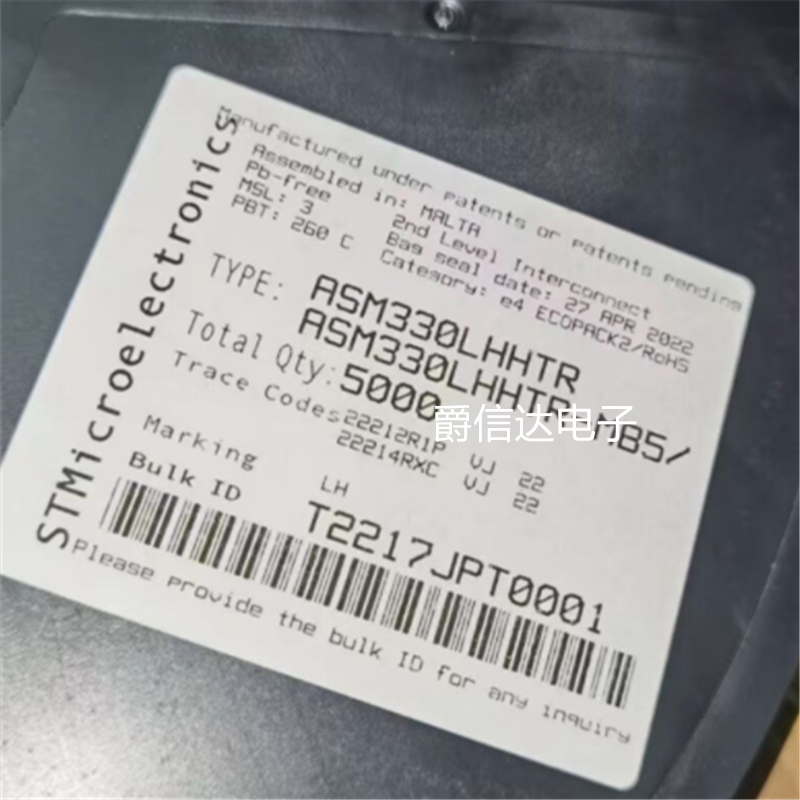 STMicroelectronics
Manufactured under patents or patents pending
Assembled in: MALTA
Pb-free 2nd Level Interconnect
MSL: 3 Bag seal date: 27 APR 2022
PBT: 260 C Category: e4 ECOPACK2/RoHS
TYPE: ASM330LHHTR
ASM330LHHTR MB5/
Total Qty: 5000
爵信达电子
Trace Codes 22212R1P VJ 22
22214RXC VJ 22
Marking LH
Bulk ID T2217JPT0001
Please provide the bulk ID for any inquiry